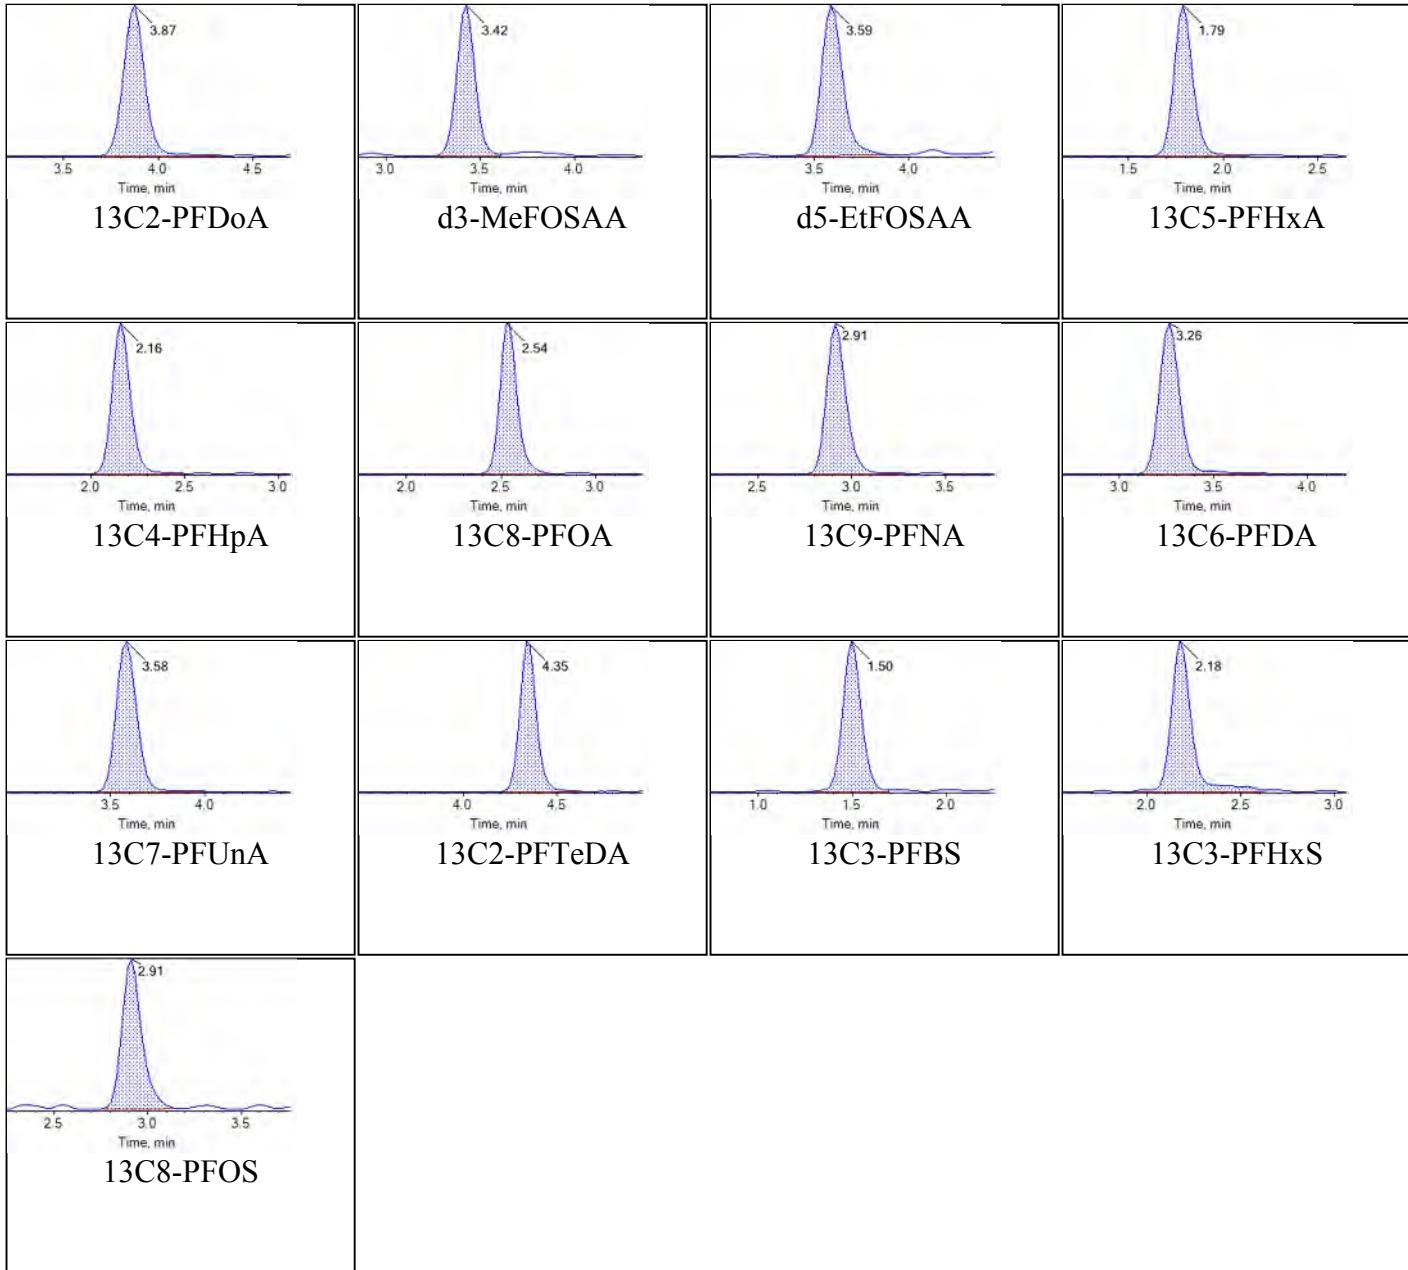 3.87
3.5 4.0 4.5
Time, min
13C2-PFDoA
3.42
3.0 3.5 4.0
Time, min
d3-MeFOSAA
3.59
3.5 4.0
Time, min
d5-EtFOSAA
1.79
1.5 2.0 2.5
Time, min
13C5-PFHxA
2.16
2.0 2.5 3.0
Time, min
13C4-PFHpA
2.54
2.0 2.5 3.0
Time, min
13C8-PFOA
2.91
2.5 3.0 3.5
Time, min
13C9-PFNA
3.26
3.0 3.5 4.0
Time, min
13C6-PFDA
3.58
3.5 4.0
Time, min
13C7-PFUnA
4.35
4.0 4.5
Time, min
13C2-PFTeDA
1.50
1.0 1.5 2.0
Time, min
13C3-PFBS
2.18
2.0 2.5 3.0
Time, min
13C3-PFHxS
2.91
2.5 3.0 3.5
Time, min
13C8-PFOS